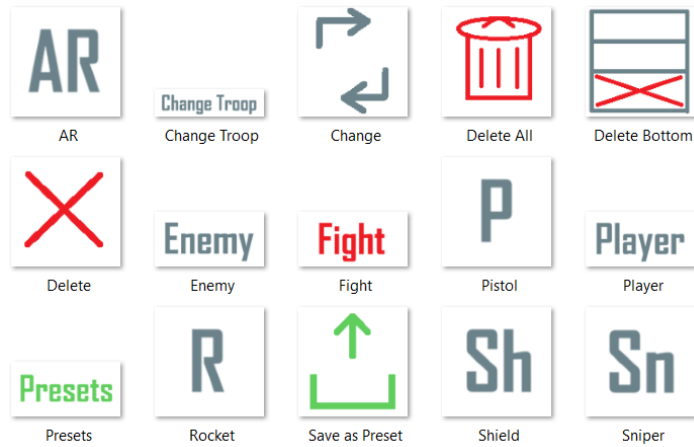 AR
Change Troop
AR
Change Troop
Change
Delete All
Delete Bottom
Enemy
Fight
P
Player
Delete
Enemy
Fight
Pistol
Player
Presets
R
Sh
Sn
Presets
Rocket
Save as Preset
Shield
Sniper